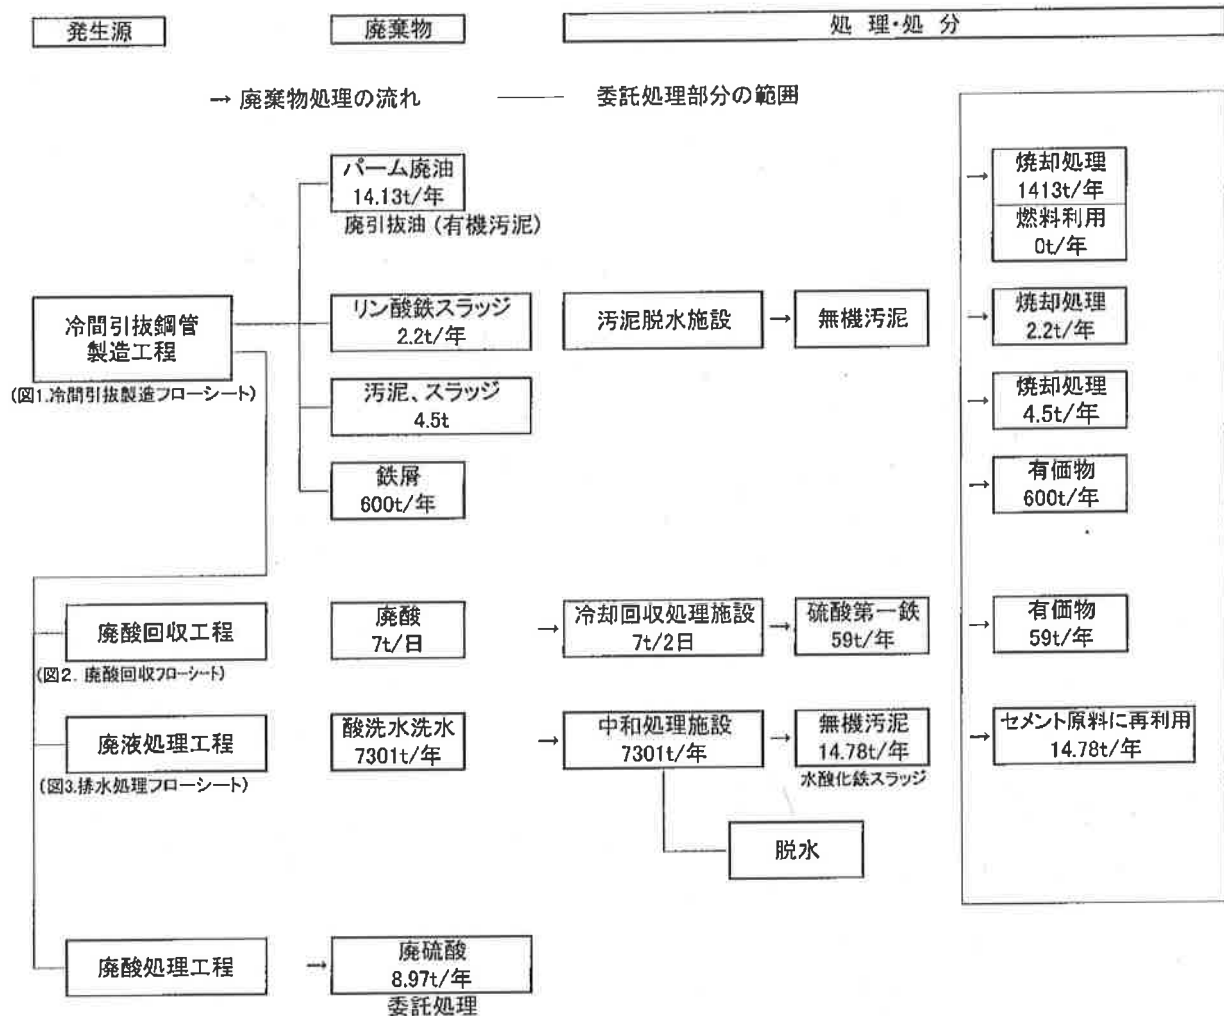 発生源
廃棄物
処 理・処 分
→ 廃棄物処理の流れ
委託処理部分の範囲
パーム廃油
14.13t/年
廃引抜油 (有機汚泥)
焼却処理
1413t/年
燃料利用
0t/年
冷間引抜鋼管
製造工程
(図1.冷間引抜製造フローシート)
リン酸鉄スラッジ
2.2t/年
汚泥脱水施設
→
無機汚泥
→
焼却処理
2.2t/年
汚泥、スラッジ
4.5t
→
焼却処理
4.5t/年
鉄屑
600t/年
→
有価物
600t/年
廃酸回収工程
(図2. 廃酸回収フローシート)
廃酸
7t/日
→
冷却回収処理施設
7t/2日
→
硫酸第一鉄
59t/年
→
有価物
59t/年
廃液処理工程
(図3.排水処理フローシート)
酸洗水洗水
7301t/年
→
中和処理施設
7301t/年
→
無機汚泥
14.78t/年
水酸化鉄スラッジ
→
セメント原料に再利用
14.78t/年
脱水
廃酸処理工程
→
廃硫酸
8.97t/年
委託処理